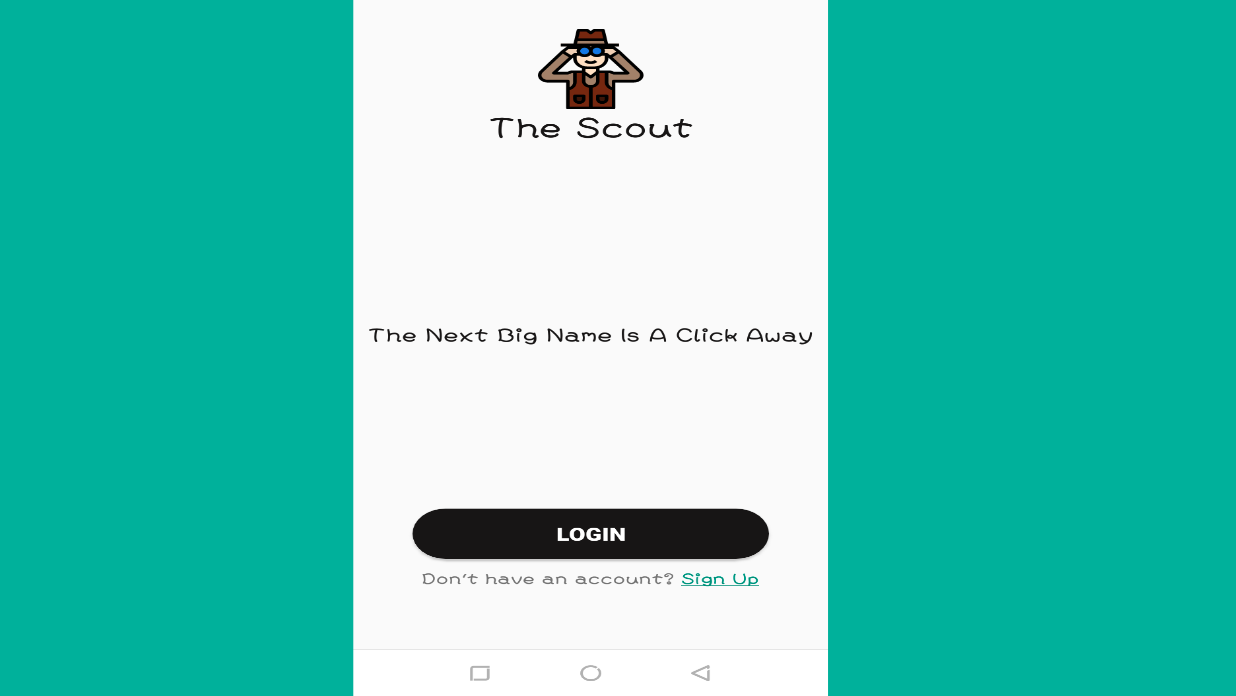 The Scout
The Next Big Name Is A Click Away
LOGIN
Don't have an account? Sign Up